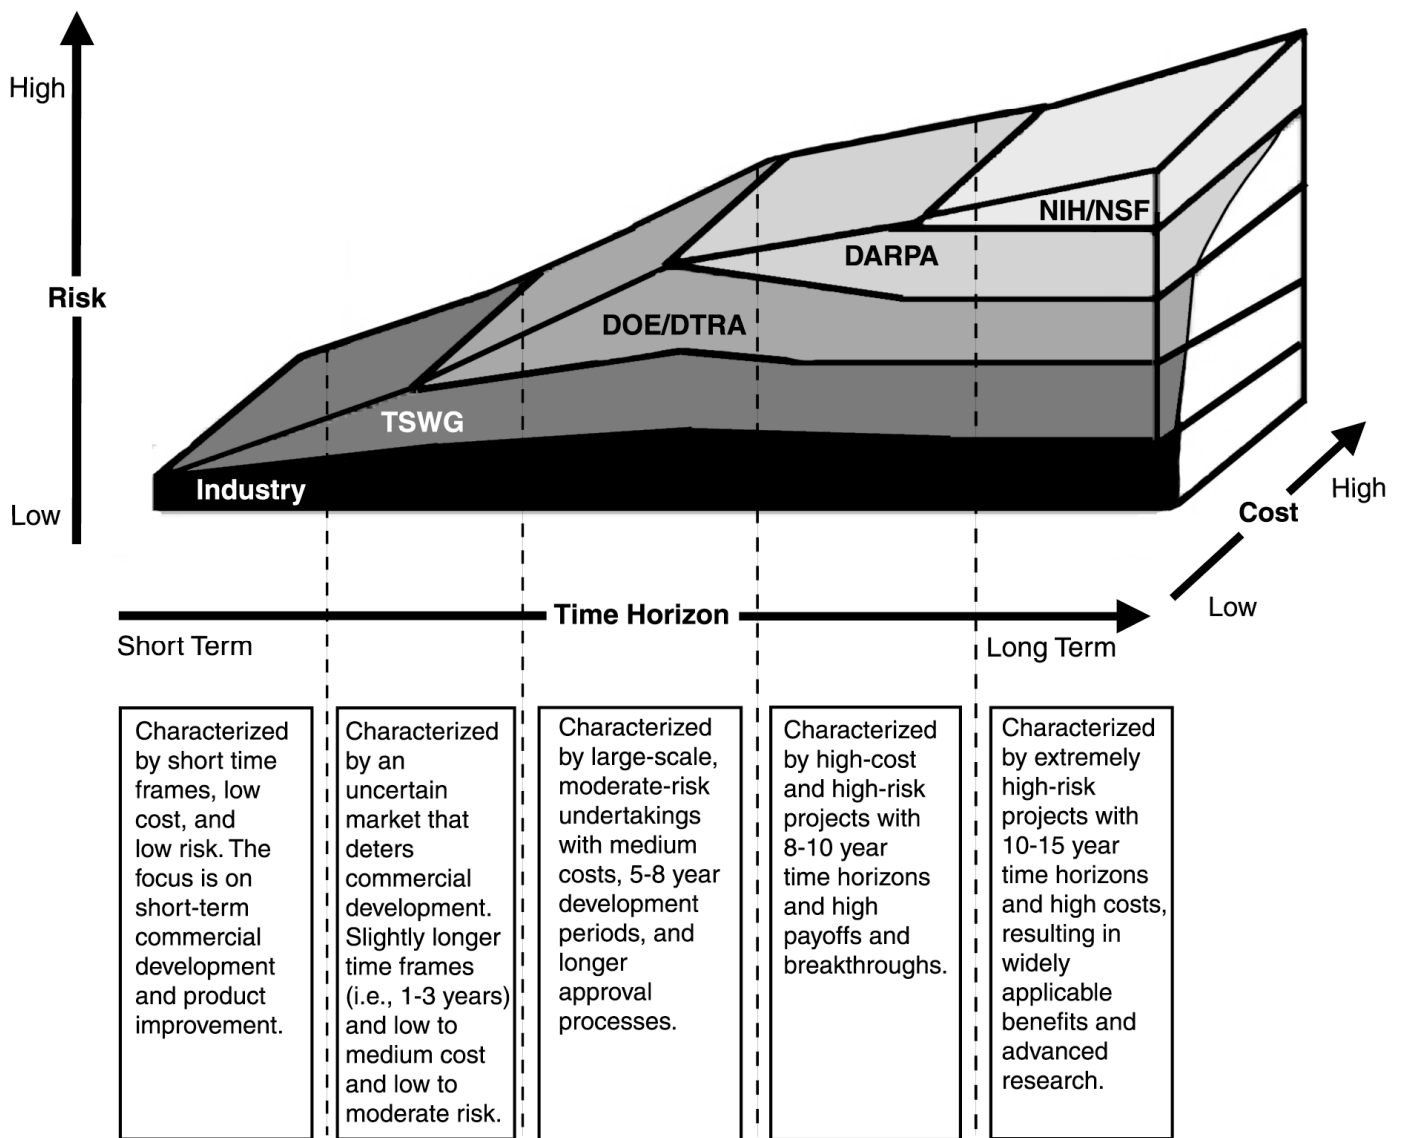 High
Risk
Low
NIH/NSF
DARPA
DOE/DTRA
TSWG
Industry
High
Cost
Low
Time Horizon
Short Term
Long Term
Characterized
by short time
frames, low
cost, and
low risk. The
focus is on
short-term
commercial
development
and product
improvement.
Characterized
by an
uncertain
market that
deters
commercial
development.
Slightly longer
time frames
(i.e., 1-3 years)
and low to
medium cost
and low to
moderate risk.
Characterized
by large-scale,
moderate-risk
undertakings
with medium
costs, 5-8 year
development
periods, and
longer
approval
processes.
Characterized
by high-cost
and high-risk
projects with
8-10 year
time horizons
and high
payoffs and
breakthroughs.
Characterized
by extremely
high-risk
projects with
10-15 year
time horizons
and high costs,
resulting in
widely
applicable
benefits and
advanced
research.